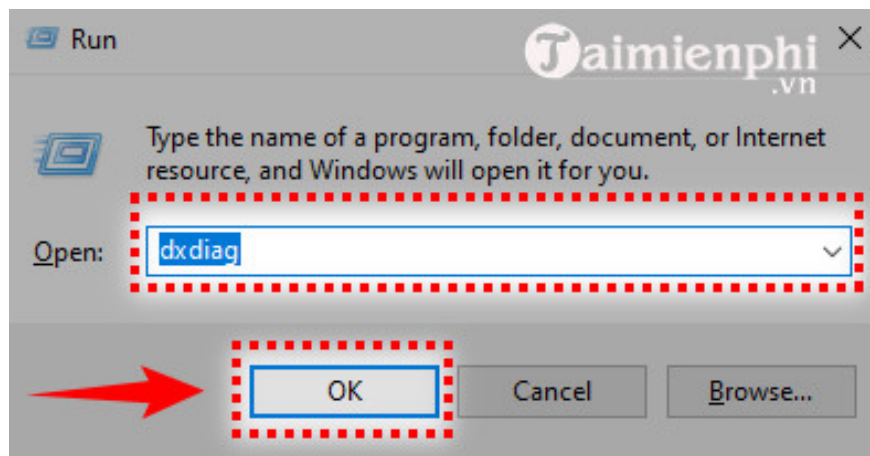 Run
Taimienphi
.vn
Type the name of a program, folder, document, or Internet
resource, and Windows will open it for you.
Open: dxdiag
OK Cancel Browse...